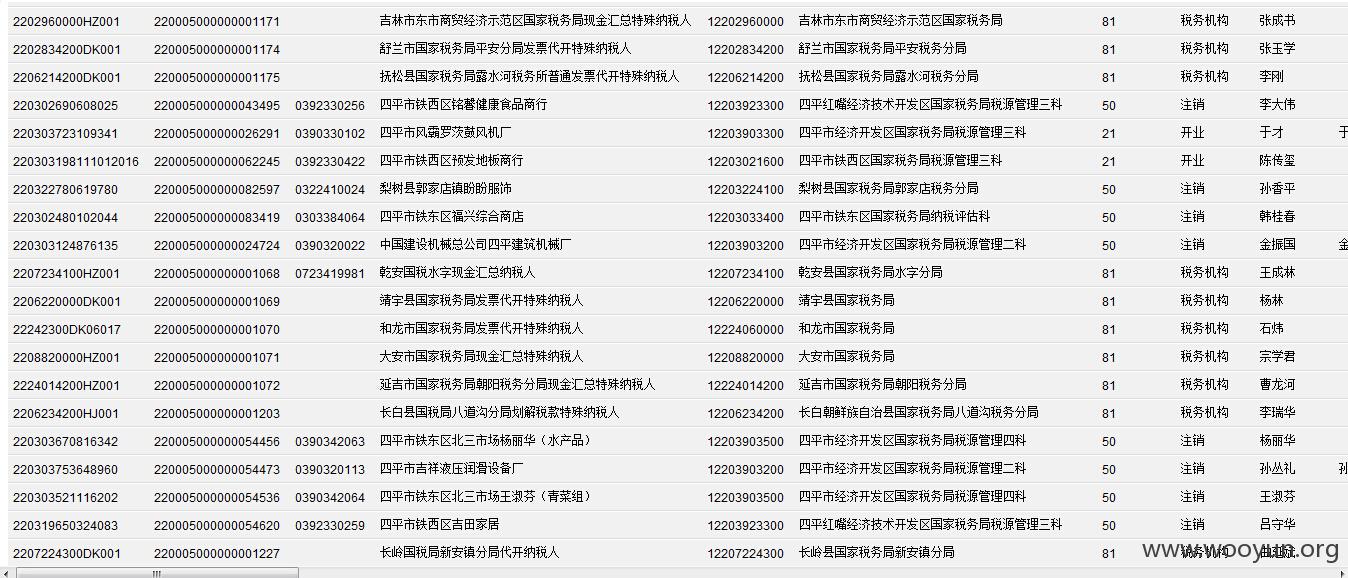 2202960000HZ001 220005000000001171 吉林市东市商贸经济示范区国家税务局现金汇总特殊纳税人 12202960000 吉林市东市商贸经济示范区国家税务局 81 税务机构 张成书
2202834200DK001 220005000000001174 舒兰市国家税务局平安分局发票代开特殊纳税人 12202834200 舒兰市国家税务局平安税务分局 81 税务机构 张玉学
2206214200DK001 220005000000001175 抚松县国家税务局露水河税务所普通发票代开特殊纳税人 12206214200 抚松县国家税务局露水河税务分局 81 税务机构 李刚
220302690608025 220005000000043495 0392330256 四平市铁西区铭馨健康食品商行 12203923300 四平红嘴经济技术开发区国家税务局税源管理三科 50 注销 李大伟
220303723109341 220005000000026291 0390330102 四平市风霸罗茨鼓风机厂 12203903300 四平市经济开发区国家税务局税源管理三科 21 开业 于才 于
220303198111012016 220005000000062245 0392330422 四平市铁西区预发地板商行 12203021600 四平市铁西区国家税务局税源管理三科 21 开业 陈传玺
220322780619780 220005000000082597 0322410024 梨树县郭家店镇盼盼服饰 12203224100 梨树县国家税务局郭家店税务分局 50 注销 孙香平
220302480102044 220005000000083419 0303384064 四平市铁东区福兴综合商店 12203033400 四平市铁东区国家税务局纳税评估科 50 注销 韩桂春
220303124876135 220005000000024724 0390320022 中国建设机械总公司四平建筑机械厂 12203903200 四平市经济开发区国家税务局税源管理二科 50 注销 金振国 金
2207234100HZ001 220005000000001068 0723419981 乾安国税水字现金汇总纳税人 12207234100 乾安县国家税务局水字分局 81 税务机构 王成林
2206220000DK001 220005000000001069 靖宇县国家税务局发票代开特殊纳税人 12206220000 靖宇县国家税务局 81 税务机构 杨林
22242300DK06017 220005000000001070 和龙市国家税务局发票代开特殊纳税人 12224060000 和龙市国家税务局 81 税务机构 石炜
2208820000HZ001 220005000000001071 大安市国家税务局现金汇总特殊纳税人 12208820000 大安市国家税务局 81 税务机构 宗学君
2224014200HZ001 220005000000001072 延吉市国家税务局朝阳税务分局现金汇总特殊纳税人 12224014200 延吉市国家税务局朝阳税务分局 81 税务机构 曹龙河
2206234200HJ001 220005000000001203 长白县国税局八道沟分局划解税款特殊纳税人 12206234200 长白朝鲜族自治县国家税务局八道沟税务分局 81 税务机构 李瑞华
220303670816342 220005000000054456 0390342063 四平市铁东区北三市场杨丽华（水产品） 12203903500 四平市经济开发区国家税务局税源管理四科 50 注销 杨丽华
220303753648960 220005000000054473 0390320113 四平市吉祥液压润滑设备厂 12203903200 四平市经济开发区国家税务局税源管理二科 50 注销 孙丛礼 孙
220303521116202 220005000000054536 0390342064 四平市铁东区北三市场王淑芬（青菜组） 12203903500 四平市经济开发区国家税务局税源管理四科 50 注销 王淑芬
220319650324083 220005000000054620 0392330259 四平市铁西区吉田家居 12203923300 四平红嘴经济技术开发区国家税务局税源管理三科 50 注销 吕守华
2207224300DK001 220005000000001227 长岭国税局新安镇分局代开纳税人 12207224300 长岭县国家税务局新安镇分局 81 税务机构
www.wooyun.org